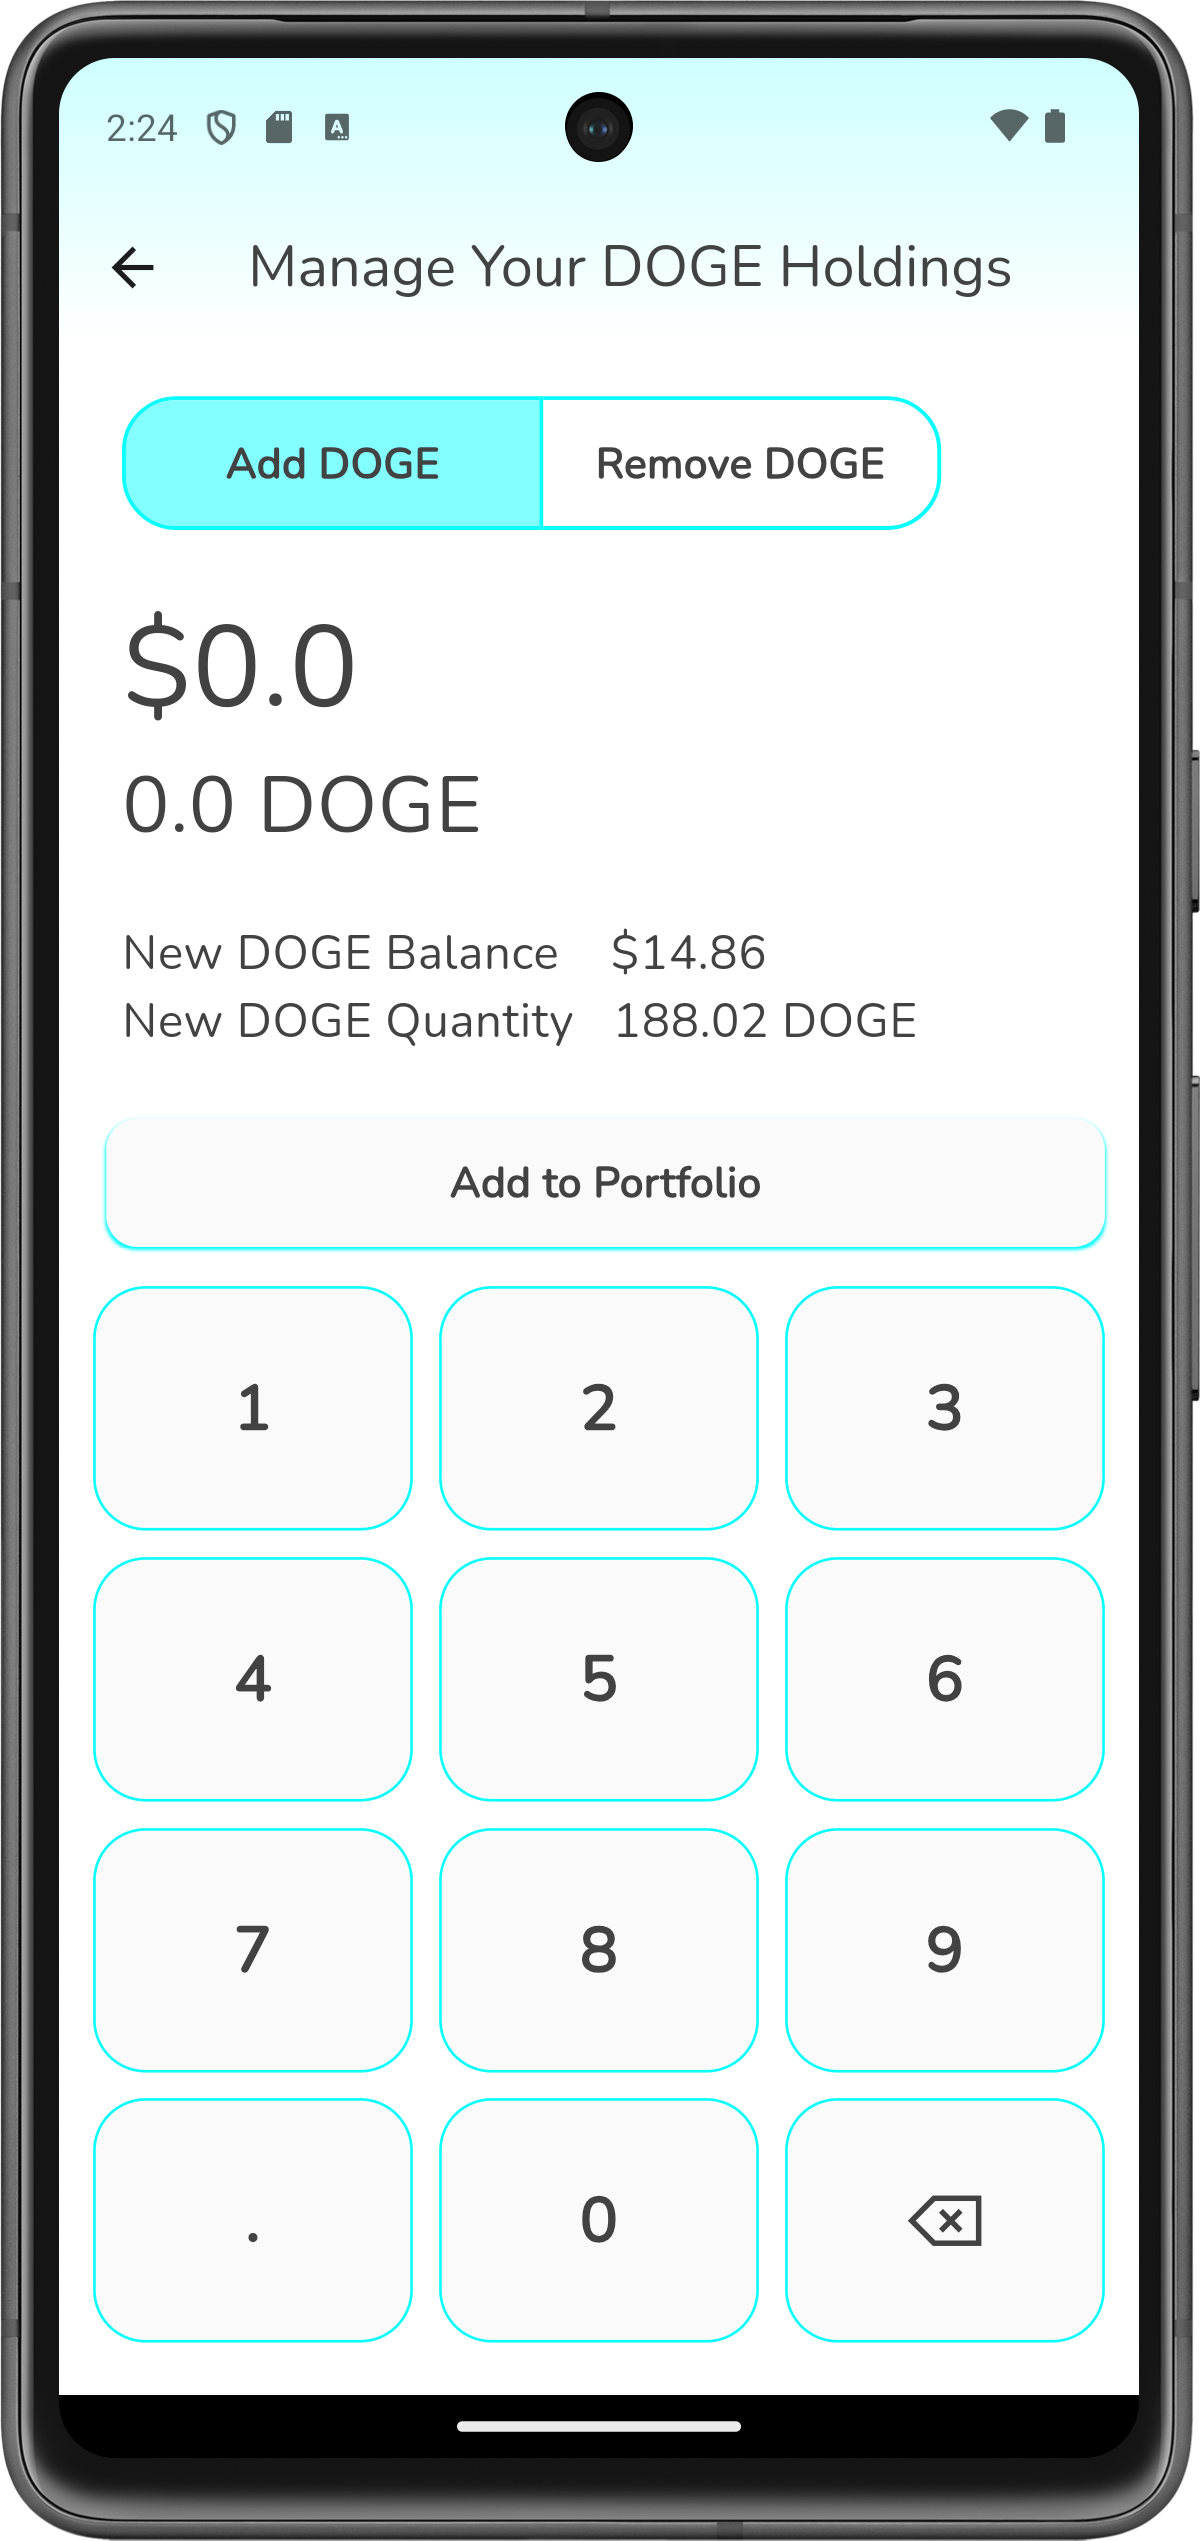 2:24
Manage Your DOGE Holdings
Add DOGE Remove DOGE
$0.0
0.0 DOGE
New DOGE Balance $14.86
New DOGE Quantity 188.02 DOGE
Add to Portfolio
1 2 3
4 5 6
7 8 9
. 0